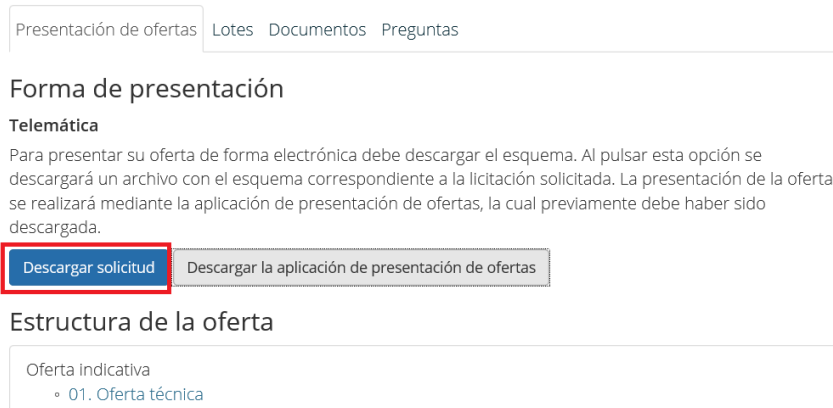 Presentación de ofertas Lotes Documentos Preguntas
Forma de presentación
Telemática
Para presentar su oferta de forma electrónica debe descargar el esquema. Al pulsar esta opción se
descargará un archivo con el esquema correspondiente a la licitación solicitada. La presentación de la oferta
se realizará mediante la aplicación de presentación de ofertas, la cual previamente debe haber sido
descargada.
Descargar solicitud Descargar la aplicación de presentación de ofertas
Estructura de la oferta
Oferta indicativa
◦ 01. Oferta técnica